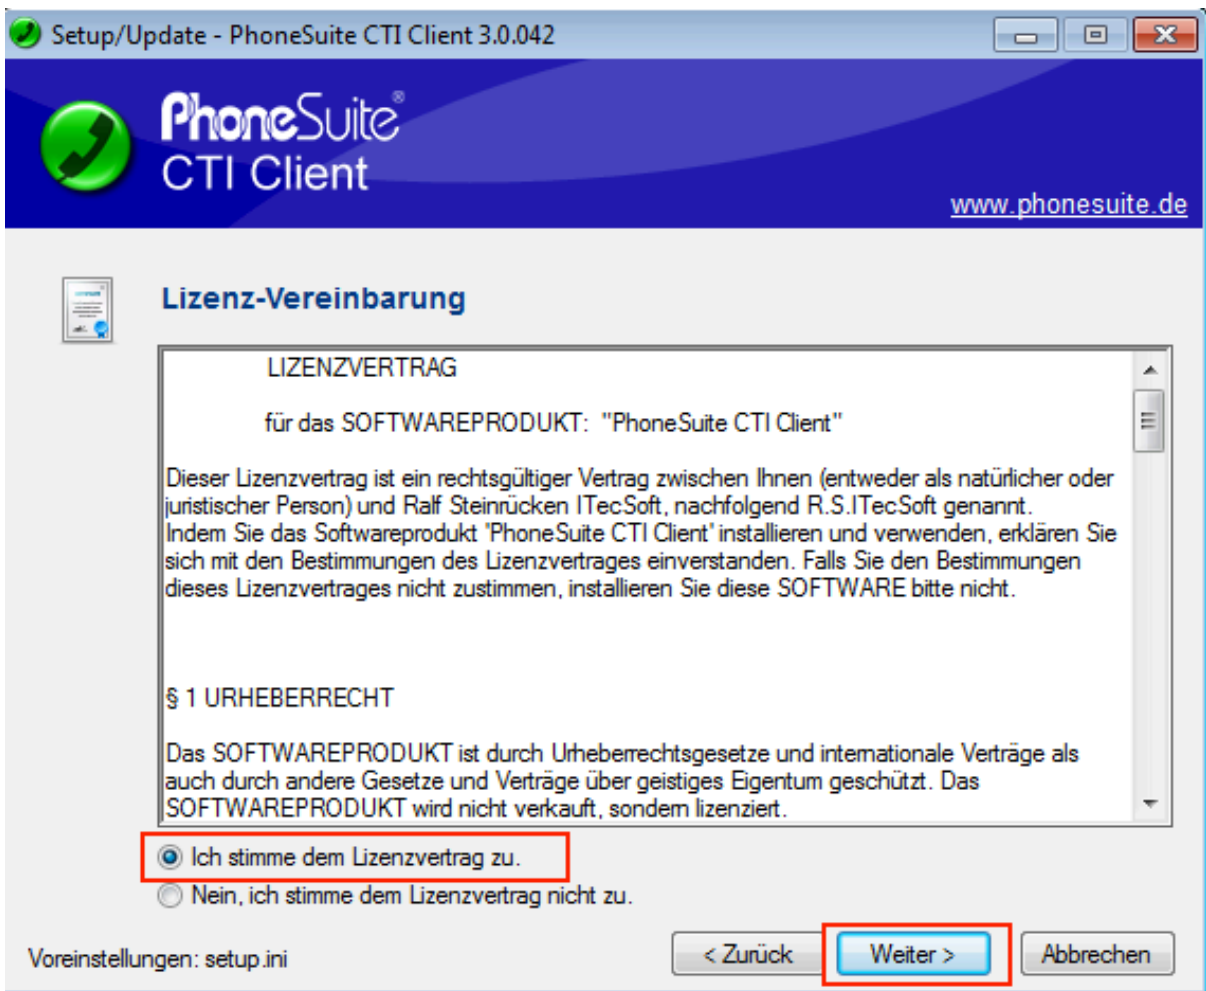 Setup/Update - PhoneSuite CTI Client 3.0.042
PhoneSuite®
CTI Client
www.phonesuite.de
Lizenz-Vereinbarung
LIZENZVERTRAG
für das SOFTWAREPRODUKT: "PhoneSuite CTI Client"
Dieser Lizenzvertrag ist ein rechtsgültiger Vertrag zwischen Ihnen (entweder als natürlicher oder
juristischer Person) und Ralf Steinrücken ITecSoft, nachfolgend R.S.ITecSoft genannt.
Indem Sie das Softwareprodukt "PhoneSuite CTI Client" installieren und verwenden, erklären Sie
sich mit den Bestimmungen des Lizenzvertrages einverstanden. Falls Sie den Bestimmungen
dieses Lizenzvertrages nicht zustimmen, installieren Sie diese SOFTWARE bitte nicht.
§ 1 URHEBERRECHT
Das SOFTWAREPRODUKT ist durch Urheberrechtsgesetze und internationale Verträge als
auch durch andere Gesetze und Verträge über geistiges Eigentum geschützt. Das
SOFTWAREPRODUKT wird nicht verkauft, sondern lizenziert.
Ich stimme dem Lizenzvertrag zu.
Nein, ich stimme dem Lizenzvertrag nicht zu.
Voreinstellungen: setup.ini
< Zurück
Weiter >
Abbrechen